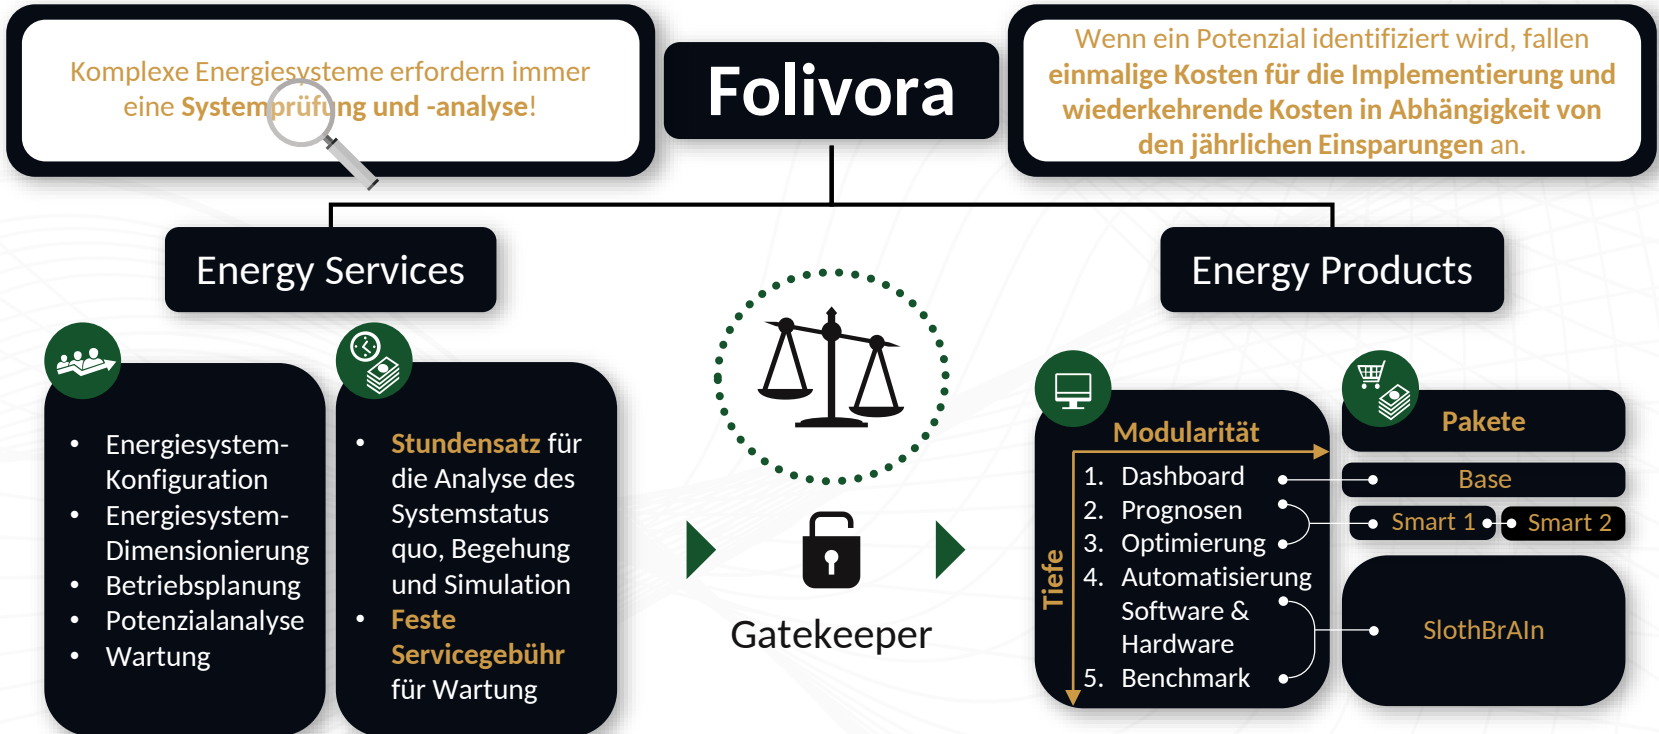 Komplexe Energiesysteme erfordern immer
eine Systemprüfung und -analyse!
Folivora
Wenn ein Potenzial identifiziert wird, fallen
einmalige Kosten für die Implementierung und
wiederkehrende Kosten in Abhängigkeit von
den jährlichen Einsparungen an.
Energy Services
Energy Products
• Energiesystem-
Konfiguration
• Energiesystem-
Dimensionierung
• Betriebsplanung
• Potenzialanalyse
• Wartung
• Stundensatz für
die Analyse des
Systemstatus
quo, Begehung
und Simulation
• Feste
Servicegebühr
für Wartung
Gatekeeper
Modularität
Tiefe
1. Dashboard
2. Prognosen
3. Optimierung
4. Automatisierung
Software &
Hardware
5. Benchmark
Pakete
Base
Smart 1
Smart 2
SlothBrAIn